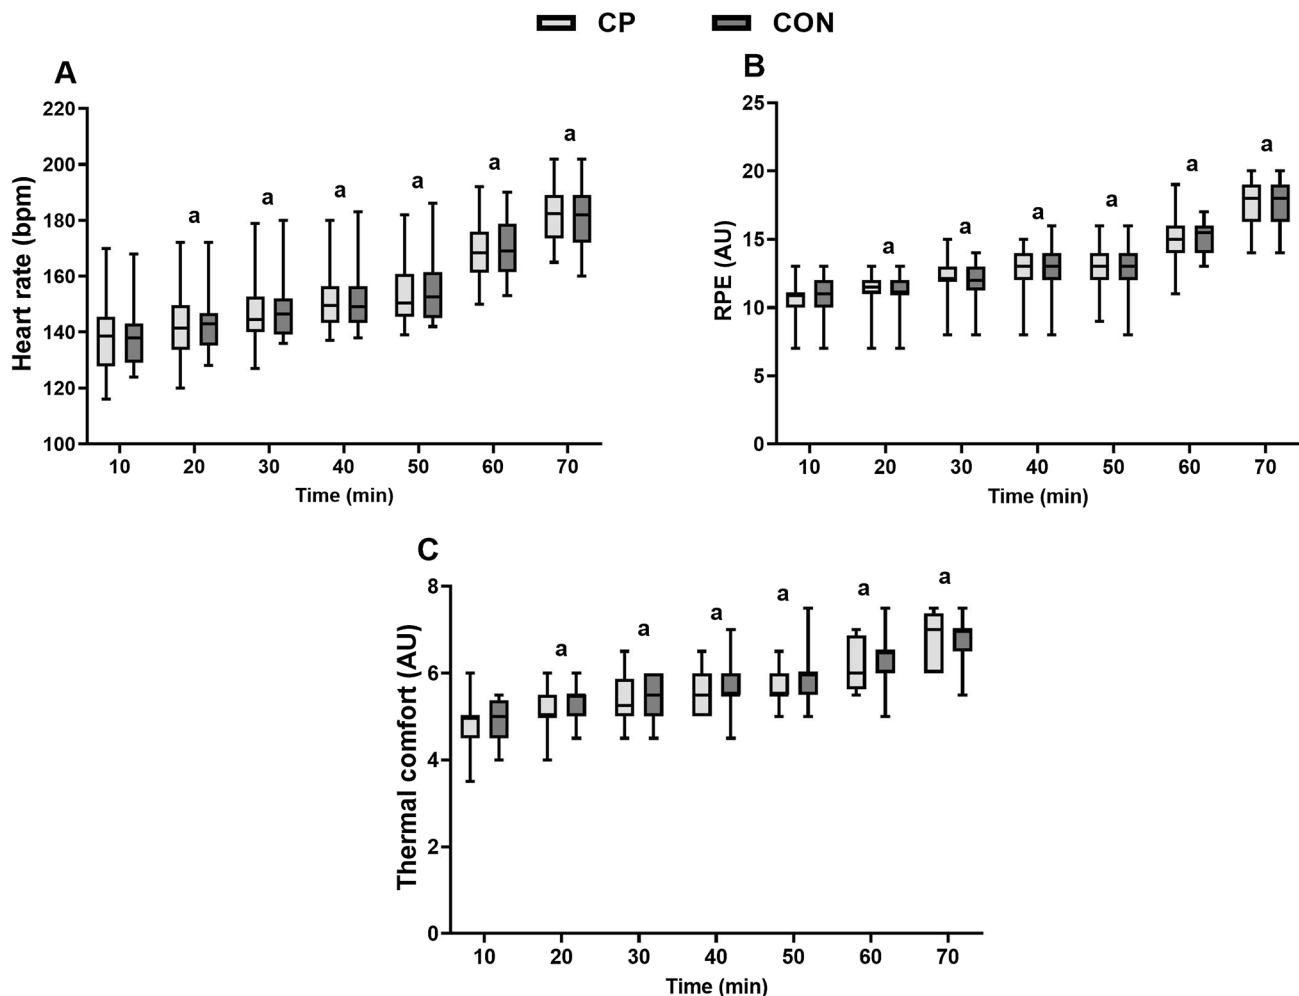 CP CON
A
Heart rate (bpm)
220
200
180
160
140
120
100
a a a a a a
10 20 30 40 50 60 70
Time (min)
B
RPE (AU)
25
20
15
10
5
0
a a a a a a
10 20 30 40 50 60 70
Time (min)
C
Thermal comfort (AU)
8
6
4
2
0
a a a a a a
10 20 30 40 50 60 70
Time (min)